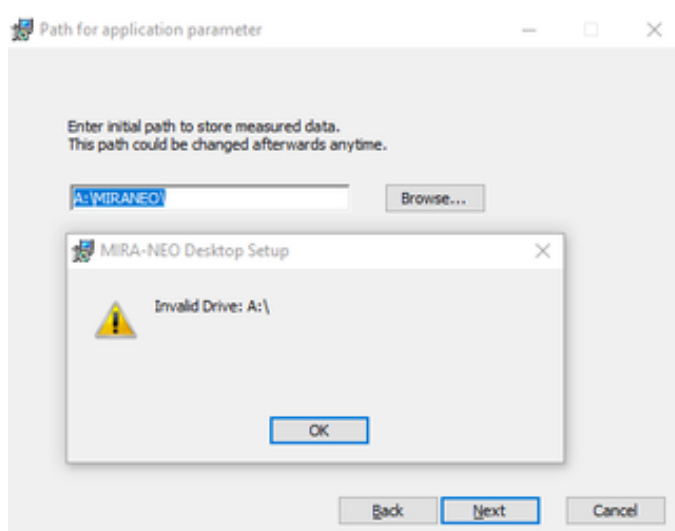 Path for application parameter
Enter initial path to store measured data.
This path could be changed afterwards anytime.
A:\MIRANEO\
Browse...
MIRA-NEO Desktop Setup
Invalid Drive: A:\
OK
Back
Next
Cancel